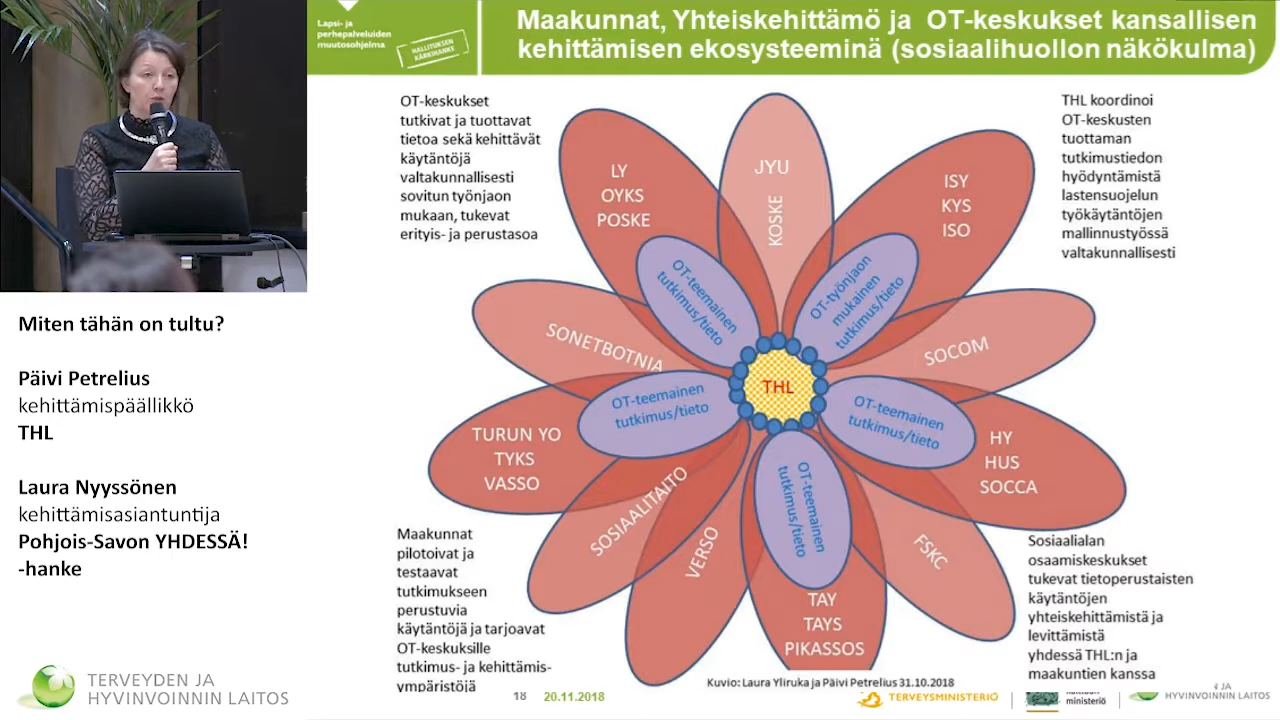 Lapsi- ja
perhepalveluiden
muutosohjelma
HALLITUKSEN
KÄRKIHANKE
Maakunnat, Yhteiskehittämö ja OT-keskukset kansallisen
kehittämisen ekosysteeminä (sosiaalihuollon näkökulma)
OT-keskukset
tutkivat ja tuottavat
tietoa sekä kehittävät
käytäntöjä
valtakunnallisesti
sovitun työnjaon
mukaan, tukevat
erityis- ja perustasoa
LY
OYKS
POSKE
JYU
KOSKE
ISY
KYS
ISO
THL koordinoi
OT-keskusten
tuottaman
tutkimustiedon
hyödyntämistä
lastensuojelun
työkäytäntöjen
mallinnustyössä
valtakunnallisesti
OT-teemainen
tutkimus/tieto
OT-työnjaon
mukainen
tutkimus/tieto
SONETBOTNIA
SOCOM
THL
OT-teemainen
tutkimus/tieto
OT-teemainen
tutkimus/tieto
TURUN YO
TYKS
VASSO
HY
HUS
SOCCA
OT-teemainen
tutkimus/tieto
SOSIAALITAITO
VERSO
FSKC
TAY
TAYS
PIKASSOS
Maakunnat
pilotoivat ja
testaavat
tutkimukseen
perustuvia
käytäntöjä ja tarjoavat
OT-keskuksille
tutkimus- ja kehittämis-
ympäristöjä
Sosiaalialan
osaamiskeskukset
tukevat tietoperustaisten
käytäntöjen
yhteiskehittämistä ja
levittämistä
yhdessä THL:n ja
maakuntien kanssa
Kuvio: Laura Yliruka ja Päivi Petrelius 31.10.2018
18 20.11.2018
TERVEYSMINISTERIÖ
ministeriö
JA
HYVINVOINNIN LAITOS
Miten tähän on tultu?
Päivi Petrelius
kehittämispäällikkö
THL
Laura Nyyssönen
kehittämisasiantuntija
Pohjois-Savon YHDESSÄ!
-hanke
TERVEYDEN JA
HYVINVOINNIN LAITOS